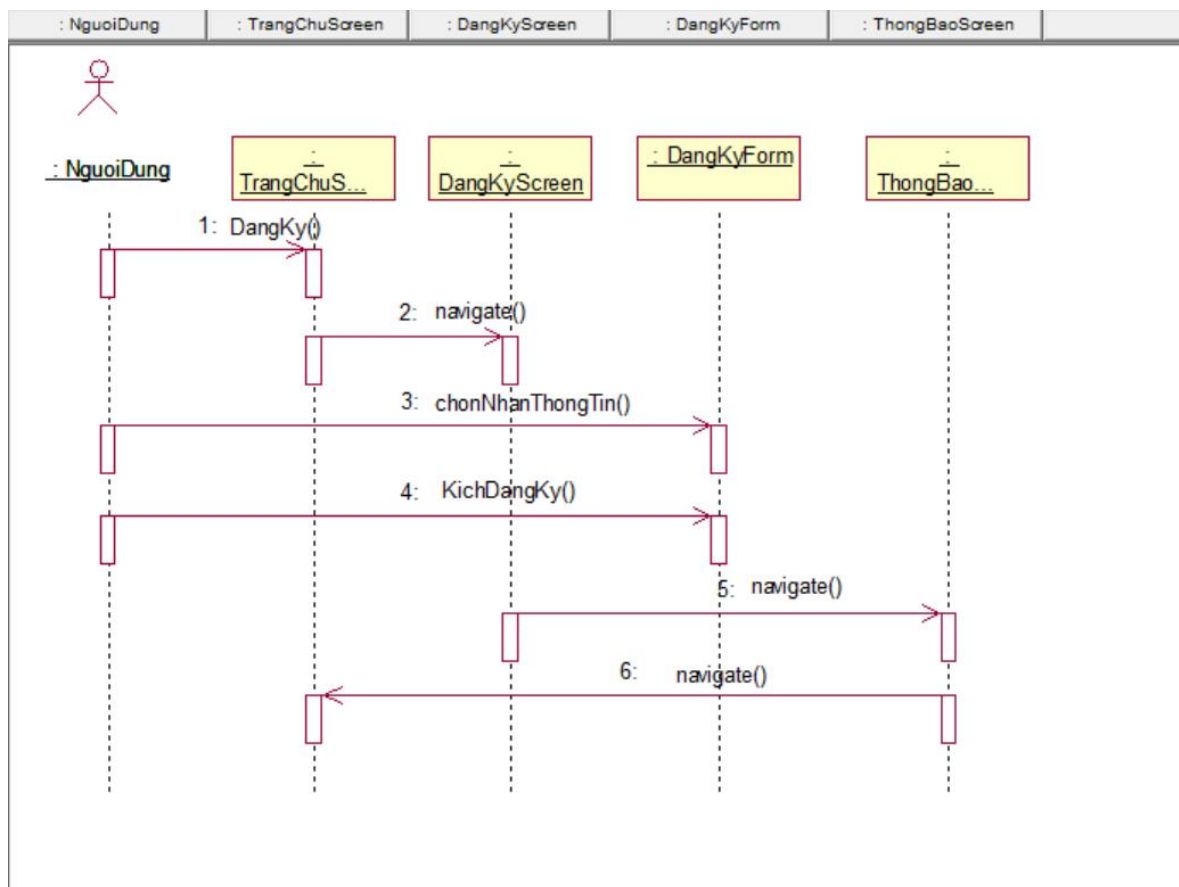 : NguoiDung
: TrangChuScreen
: DangKyScreen
: DangKyForm
: ThongBaoScreen
: NguoiDung
:
TrangChuS...
:
DangKyScreen
: DangKyForm
:
ThongBao...
1: DangKy()
2: navigate()
3: chonNhanThongTin()
4: KichDangKy()
5: navigate()
6: navigate()